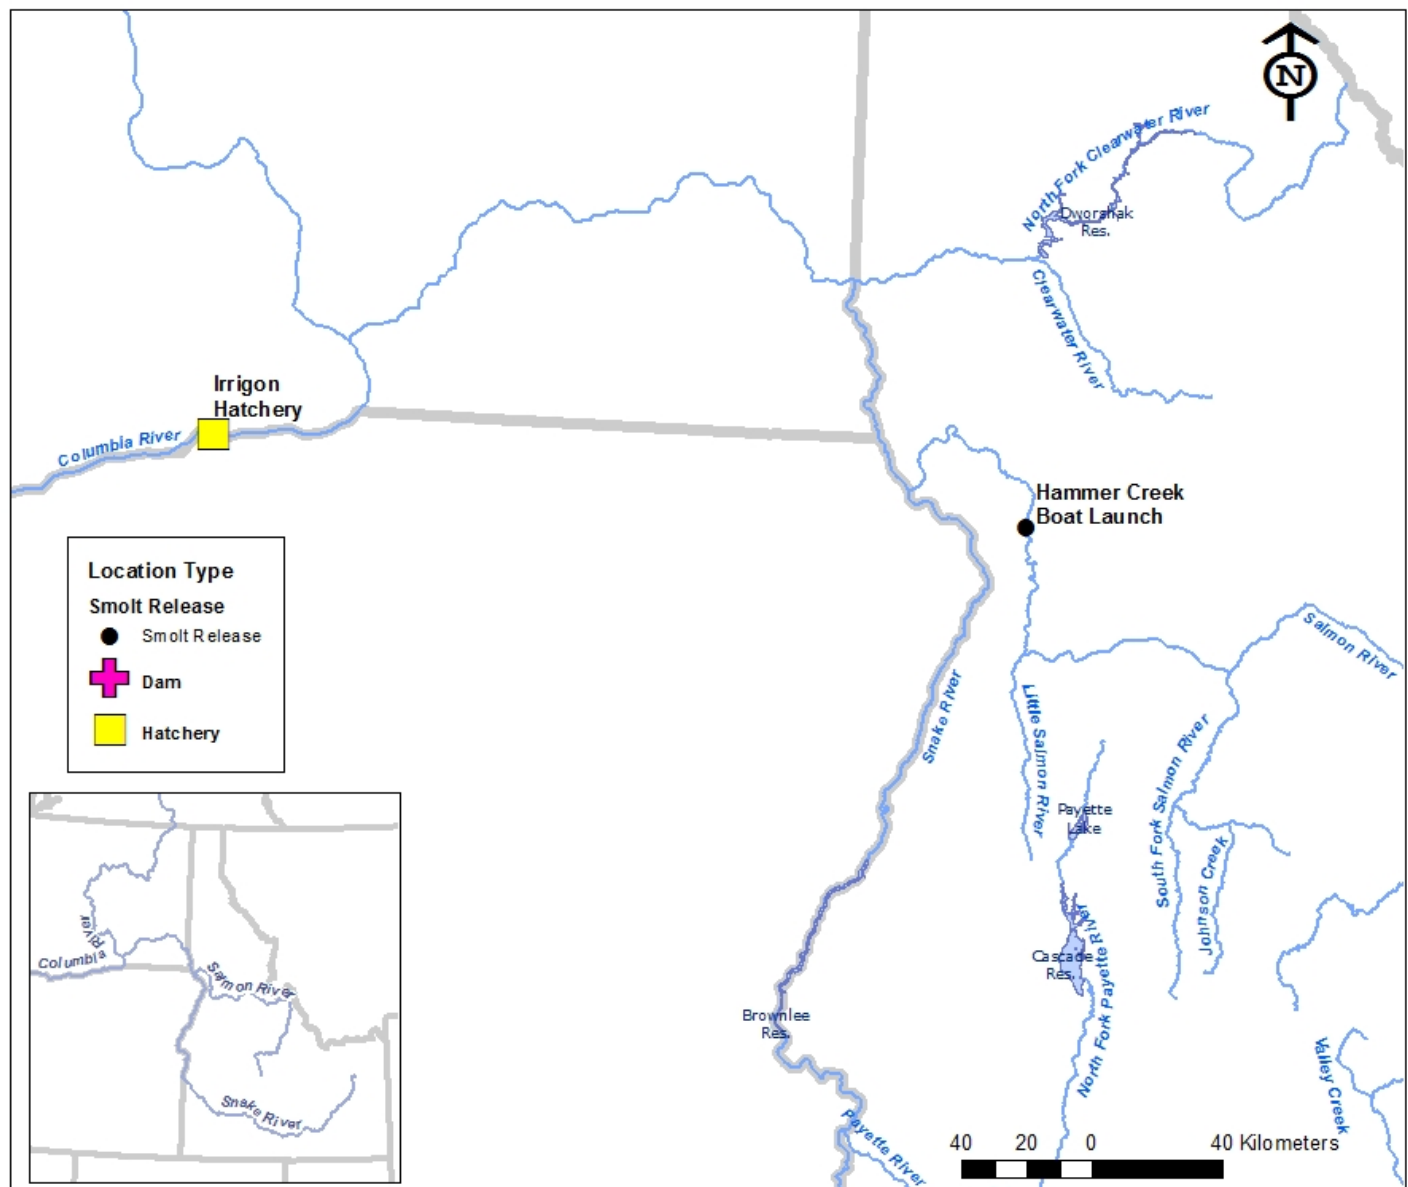 N
North Fork Clearwater River
Dworshak
Res.
Clearwater River
Irrigon
Hatchery
Columbia River
Hammer Creek
Boat Launch
Location Type
Smolt Release
Smolt Release
Dam
Hatchery
Salmon River
Snake River
Little Salmon River
South Fork Salmon River
Payette
Lake
Johnson Creek
Cascade
Res.
North Fork Payette River
Brownlee
Res.
Valley Creek
Payette River
Columbia
River
Salmon River
Snake River
40 20 0 40 Kilometers